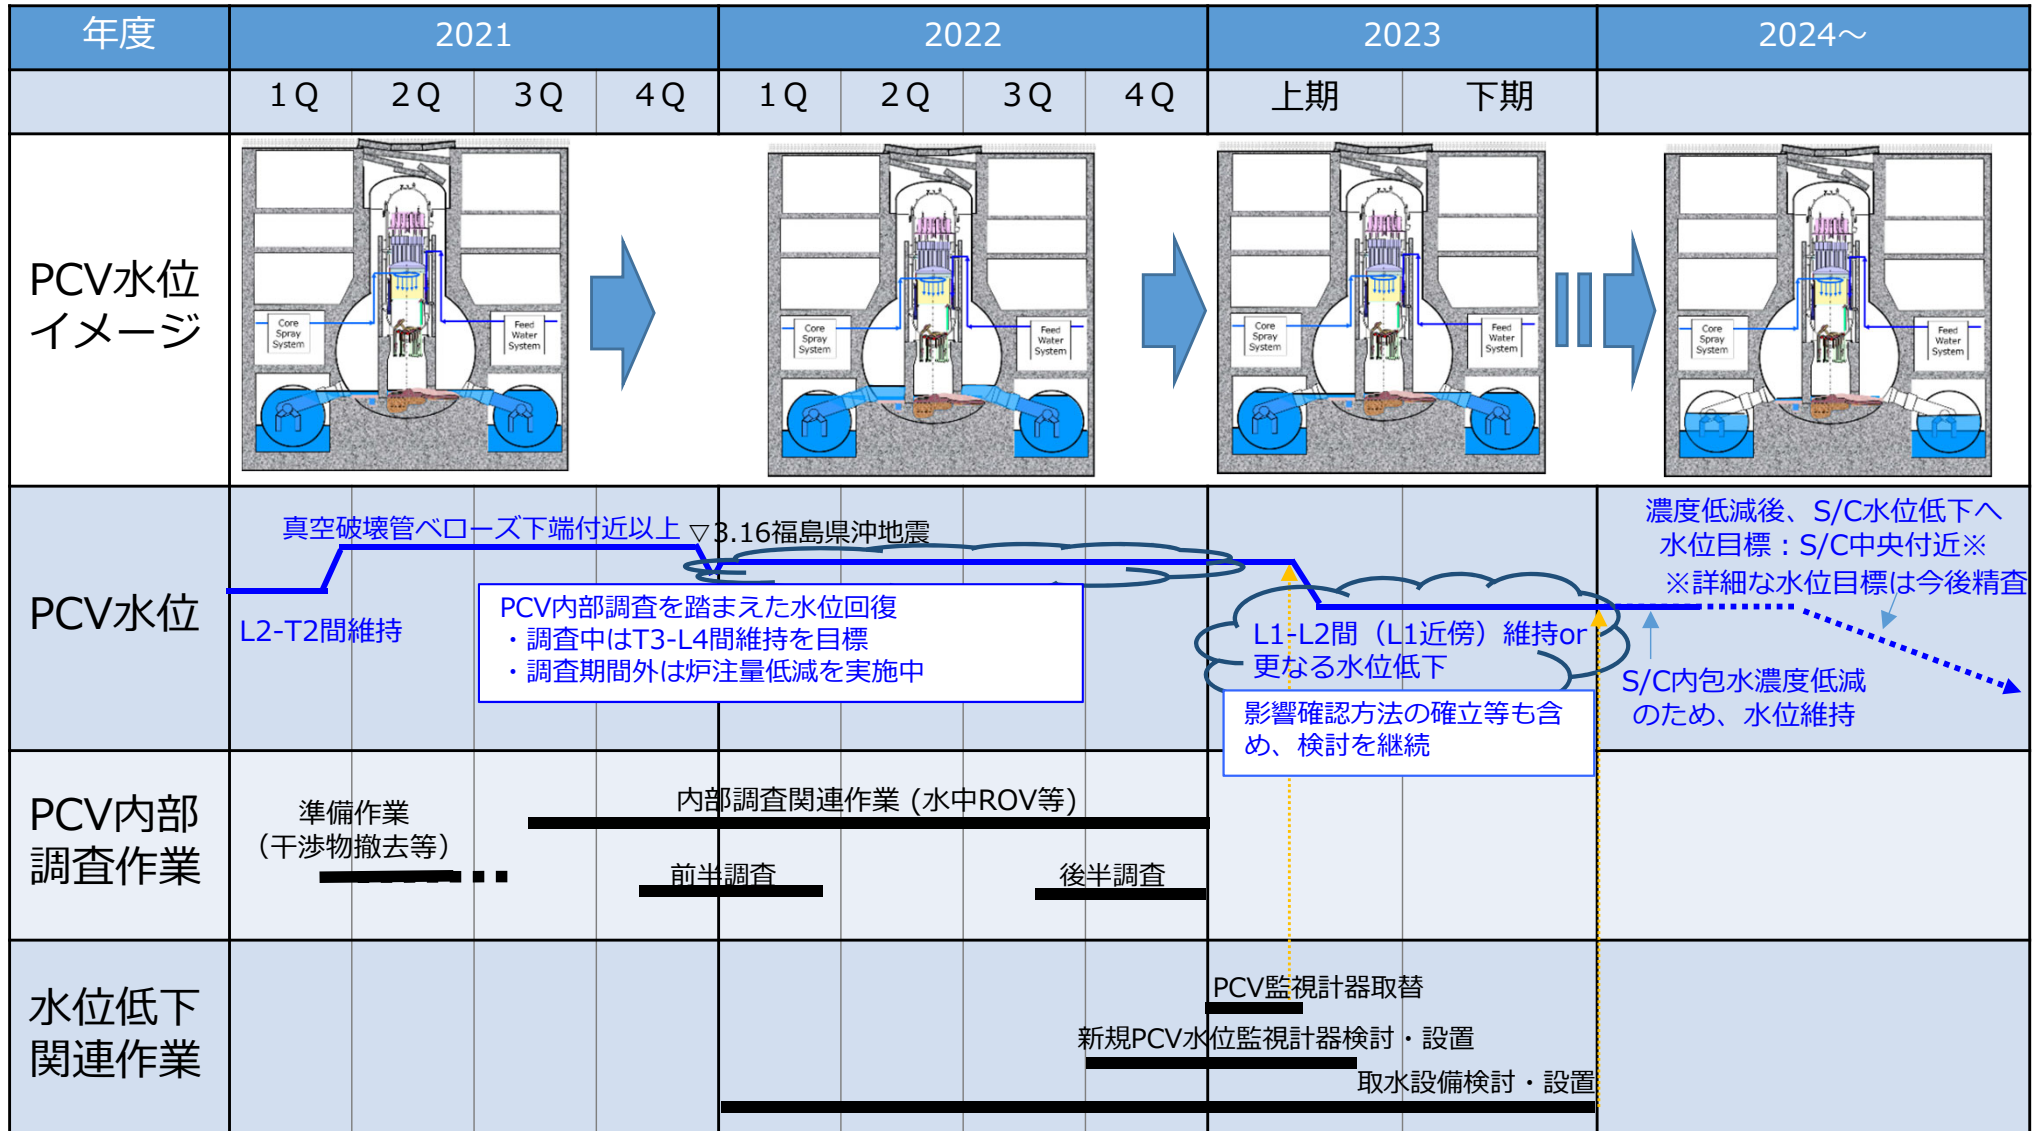 年度
2021
2022
2023
2024～
1Q
2Q
3Q
4Q
1Q
2Q
3Q
4Q
上期
下期
PCV水位
イメージ
Core
Spray
System
Feed
Water
System
Core
Spray
System
Feed
Water
System
Core
Spray
System
Feed
Water
System
Core
Spray
System
Feed
Water
System
PCV水位
真空破壊管ベローズ下端付近以上
▽3.16福島県沖地震
L2-T2間維持
PCV内部調査を踏まえた水位回復
・調査中はT3-L4間維持を目標
・調査期間外は炉注量低減を実施中
L1-L2間（L1近傍）維持or
更なる水位低下
影響確認方法の確立等も含
め、検討を継続
濃度低減後、S/C水位低下へ
水位目標：S/C中央付近※
※詳細な水位目標は今後精査
S/C内包水濃度低減
のため、水位維持
PCV内部
調査作業
準備作業
（干渉物撤去等）
内部調査関連作業 (水中ROV等)
前半調査
後半調査
水位低下
関連作業
PCV監視計器取替
新規PCV水位監視計器検討・設置
取水設備検討・設置